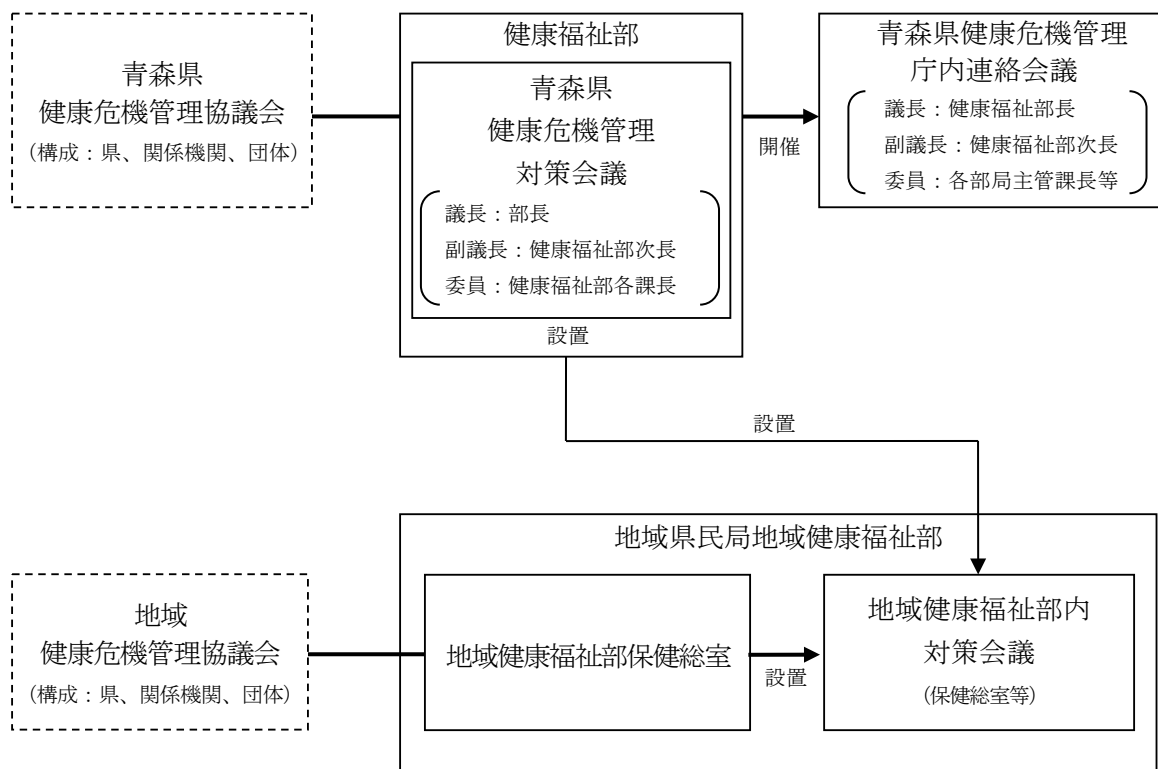 青森県
健康危機管理協議会
（構成：県、関係機関、団体）
健康福祉部
青森県
健康危機管理
対策会議
議長：部長
副議長：健康福祉部次長
委員：健康福祉部各課長
設置
開催
青森県健康危機管理
庁内連絡会議
議長：健康福祉部長
副議長：健康福祉部次長
委員：各部局主管課長等
設置
地域県民局地域健康福祉部
地域
健康危機管理協議会
（構成：県、関係機関、団体）
地域健康福祉部保健総室
設置
地域健康福祉部内
対策会議
（保健総室等）